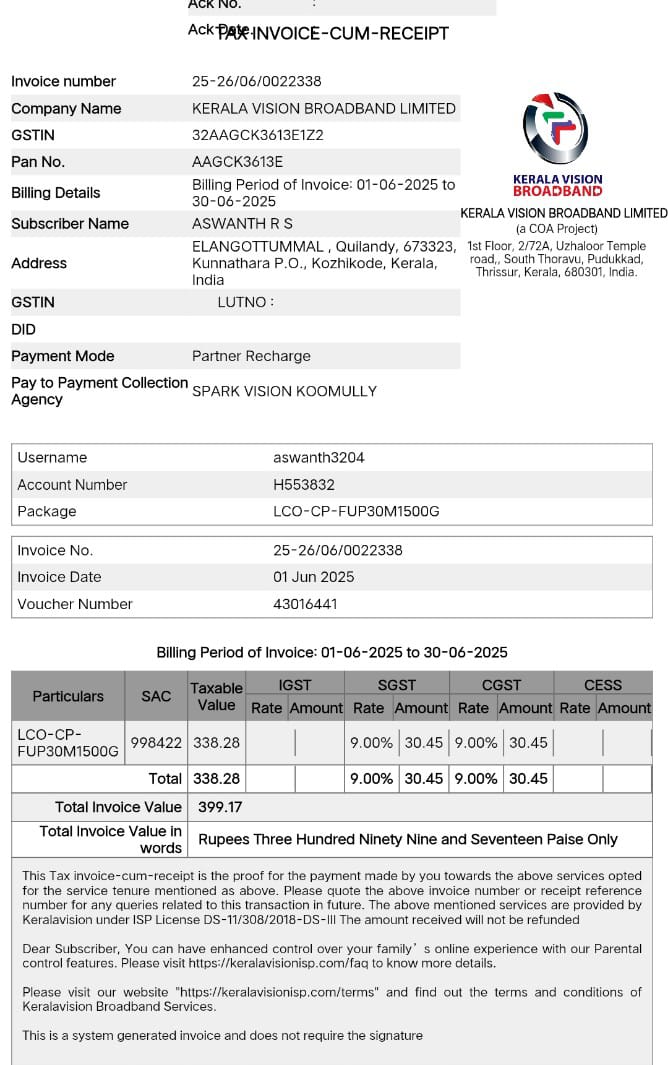 Ack No. :
Ack Date. :
TAX INVOICE-CUM-RECEIPT
Invoice number 25-26/06/0022338
Company Name KERALA VISION BROADBAND LIMITED
GSTIN 32AAGCK3613E1Z2
Pan No. AAGCK3613E
Billing Details Billing Period of Invoice: 01-06-2025 to
30-06-2025
Subscriber Name ASWANTH R S
Address ELANGOTTUMMAL , Quilandy, 673323,
Kunnathara P.O., Kozhikode, Kerala,
India
GSTIN LUTNO :
DID
Payment Mode Partner Recharge
Pay to Payment Collection
Agency SPARK VISION KOOMULLY
KERALA VISION
BROADBAND
KERALA VISION BROADBAND LIMITED
(a COA Project)
1st Floor, 2/72A, Uzhaloor Temple
road,, South Thoravu, Pudukkad,
Thrissur, Kerala, 680301, India.
Username aswanth3204
Account Number H553832
Package LCO-CP-FUP30M1500G
Invoice No. 25-26/06/0022338
Invoice Date 01 Jun 2025
Voucher Number 43016441
Billing Period of Invoice: 01-06-2025 to 30-06-2025
Particulars SAC Taxable Value IGST SGST CGST CESS
Rate Amount Rate Amount Rate Amount Rate Amount
LCO-CP-
FUP30M1500G 998422 338.28 9.00% 30.45 9.00% 30.45
Total 338.28 9.00% 30.45 9.00% 30.45
Total Invoice Value 399.17
Total Invoice Value in
words Rupees Three Hundred Ninety Nine and Seventeen Paise Only
This Tax invoice-cum-receipt is the proof for the payment made by you towards the above services opted
for the service tenure mentioned as above. Please quote the above invoice number or receipt reference
number for any queries related to this transaction in future. The above mentioned services are provided by
Keralavision under ISP License DS-11/308/2018-DS-III The amount received will not be refunded
Dear Subscriber, You can have enhanced control over your family's online experience with our Parental
control features. Please visit https://keralavisionisp.com/faq to know more details.
Please visit our website "https://keralavisionisp.com/terms" and find out the terms and conditions of
Keralavision Broadband Services.
This is a system generated invoice and does not require the signature